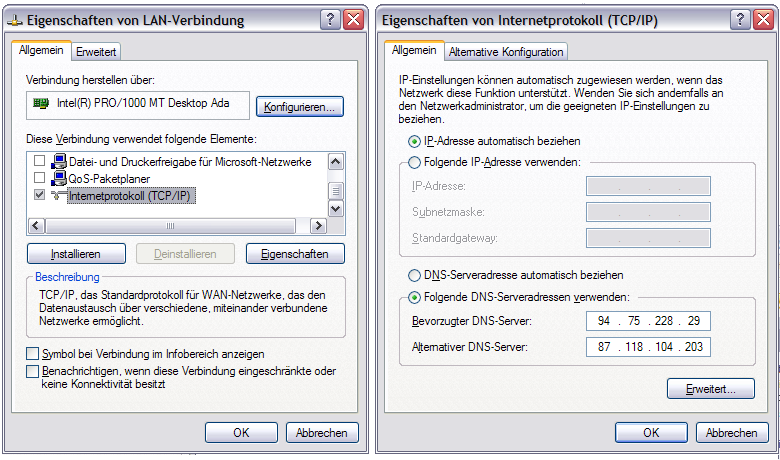 Eigenschaften von LAN-Verbindung
Allgemein
Erweitert
Verbindung herstellen über:
Intel(R) PRO/1000 MT Desktop Ada
Konfigurieren...
Diese Verbindung verwendet folgende Elemente:
Datei- und Druckerfreigabe für Microsoft-Netzwerke
QoS-Paketplaner
Internetprotokoll (TCP/IP)
Installieren
Deinstallieren
Eigenschaften
Beschreibung
TCP/IP, das Standardprotokoll für WAN-Netzwerke, das den
Datenaustausch über verschiedene, miteinander verbundene
Netzwerke ermöglicht.
Symbol bei Verbindung im Infobereich anzeigen
Benachrichtigen, wenn diese Verbindung eingeschränkte oder
keine Konnektivität besitzt
OK
Abbrechen
Eigenschaften von Internetprotokoll (TCP/IP)
Allgemein
Alternative Konfiguration
IP-Einstellungen können automatisch zugewiesen werden, wenn das
Netzwerk diese Funktion unterstützt. Wenden Sie sich andernfalls an
den Netzwerkadministrator, um die geeigneten IP-Einstellungen zu
beziehen.
IP-Adresse automatisch beziehen
Folgende IP-Adresse verwenden:
IP-Adresse:
Subnetzmaske:
Standardgateway:
DNS-Serveradresse automatisch beziehen
Folgende DNS-Serveradressen verwenden:
Bevorzugter DNS-Server:
94 . 75 . 228 . 29
Alternativer DNS-Server:
87 . 118 . 104 . 203
Erweitert...
OK
Abbrechen